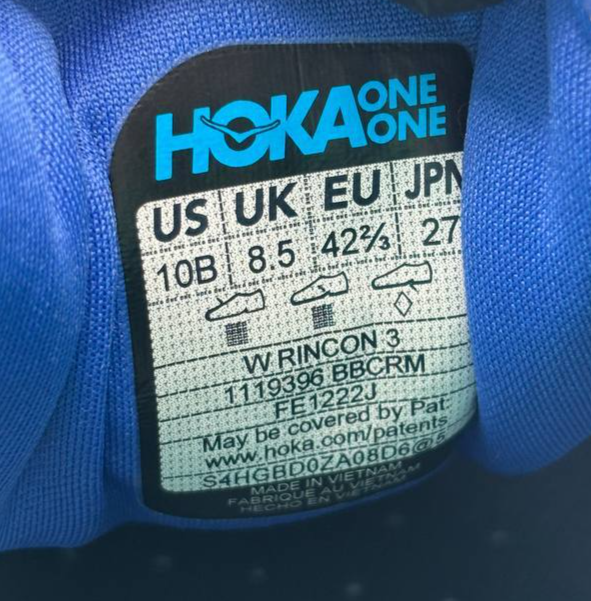 HOKA ONE ONE
US UK EU JPN
10B 8.5 42⅔ 27
W RINCON 3
1119396 BBCRM
FE1222J
May be covered by Pat.
www.hoka.com/patents
S4HGBD0ZA08D6@5
MADE IN VIETNAM
FABRIQUE AU VIETNAM
HECHO EN VIETNAM